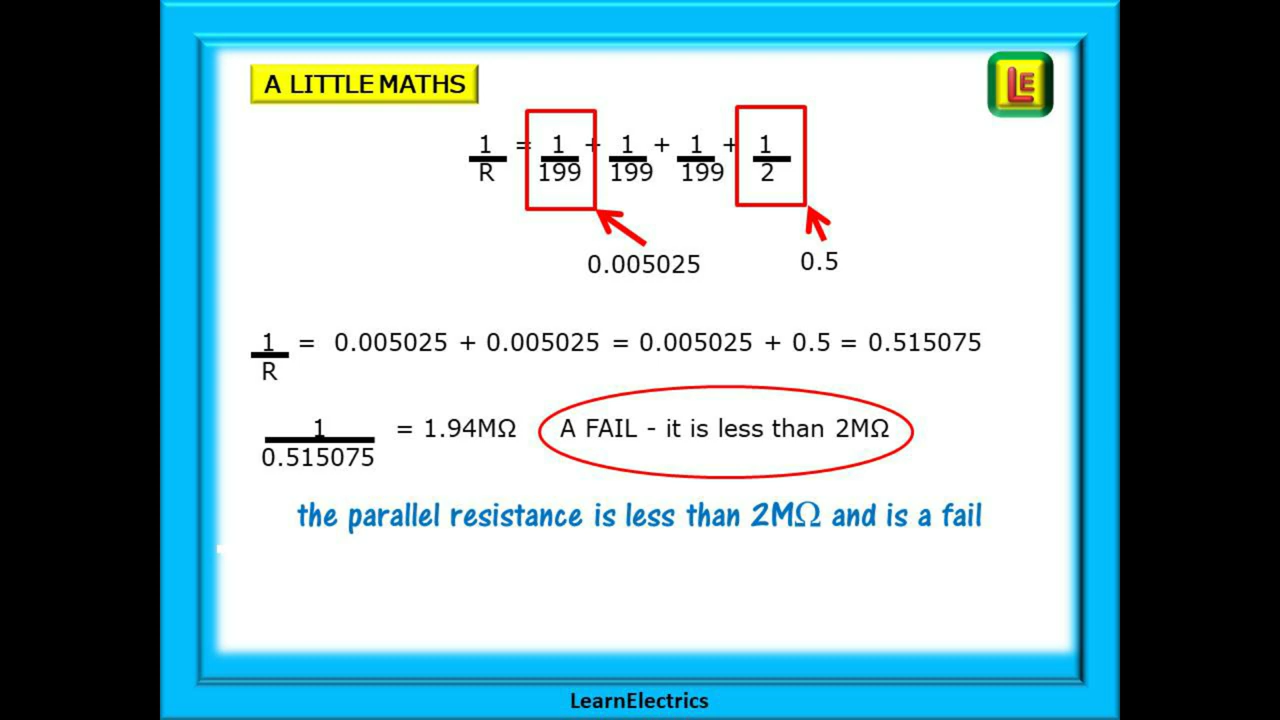 A LITTLE MATHS
LE
1 = 1 + 1 + 1 + 1
R 199 199 199 2
0.005025 0.5
1 = 0.005025 + 0.005025 = 0.005025 + 0.5 = 0.515075
R
1 = 1.94MΩ A FAIL - it is less than 2MΩ
0.515075
the parallel resistance is less than 2MΩ and is a fail
LearnElectrics